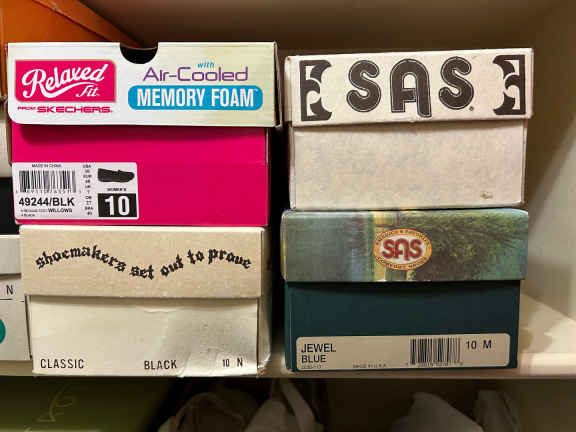 Relaxed
Fit
FROM SKECHERS
with
Air-Cooled
MEMORY FOAM
MADE IN CHINA
49244/BLK
WILLOWS
WOMEN'S
10
SAS
SAS
JEWEL
BLUE
10 M
MADE IN U.S.A.
shoemakers set out to prove
CLASSIC BLACK 10 N
N